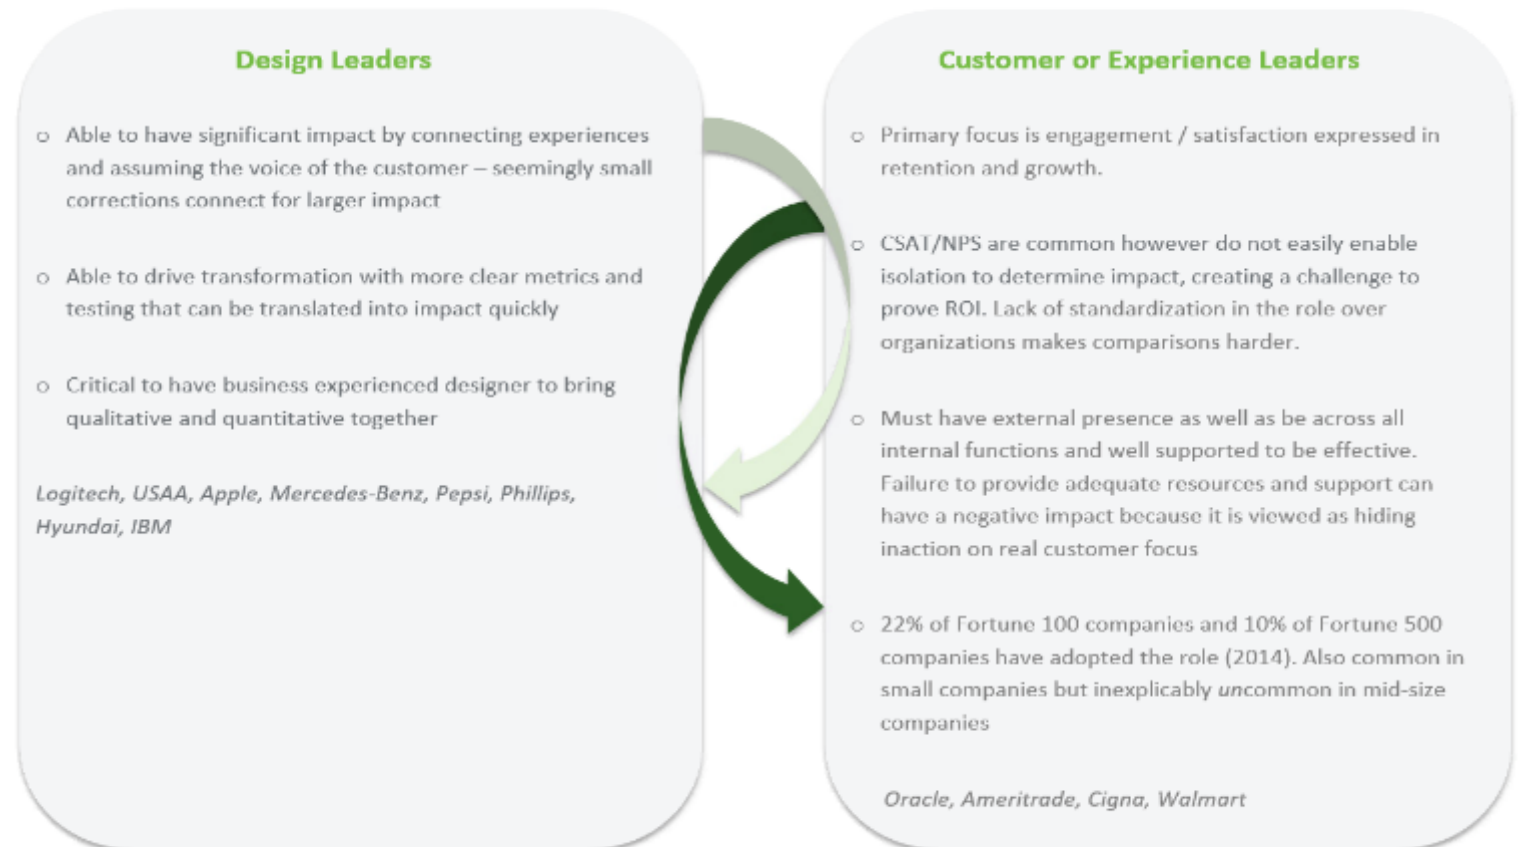 Design Leaders
o Able to have significant impact by connecting experiences
and assuming the voice of the customer – seemingly small
corrections connect for larger impact
o Able to drive transformation with more clear metrics and
testing that can be translated into impact quickly
o Critical to have business experienced designer to bring
qualitative and quantitative together
Logitech, USAA, Apple, Mercedes-Benz, Pepsi, Phillips,
Hyundai, IBM
Customer or Experience Leaders
o Primary focus is engagement / satisfaction expressed in
retention and growth.
o CSAT/NPS are common however do not easily enable
isolation to determine impact, creating a challenge to
prove ROI. Lack of standardization in the role over
organizations makes comparisons harder.
o Must have external presence as well as be across all
internal functions and well supported to be effective.
Failure to provide adequate resources and support can
have a negative impact because it is viewed as hiding
inaction on real customer focus
o 22% of Fortune 100 companies and 10% of Fortune 500
companies have adopted the role (2014). Also common in
small companies but inexplicably uncommon in mid-size
companies
Oracle, Ameritrade, Cigna, Walmart